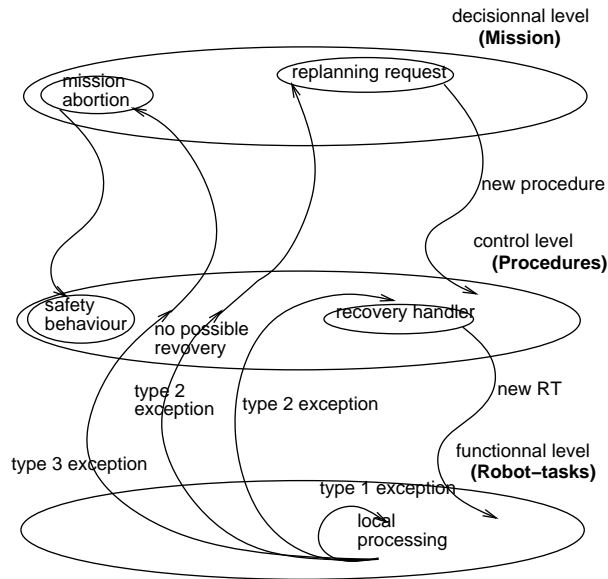 decisionnal level
(Mission)
mission
abortion
replanning request
new procedure
control level
(Procedures)
safety
behaviour
no possible
revovery
recovery handler
type 2
exception
type 2 exception
new RT
type 3 exception
functionnal level
(Robot–tasks)
type 1 exception
local
processing